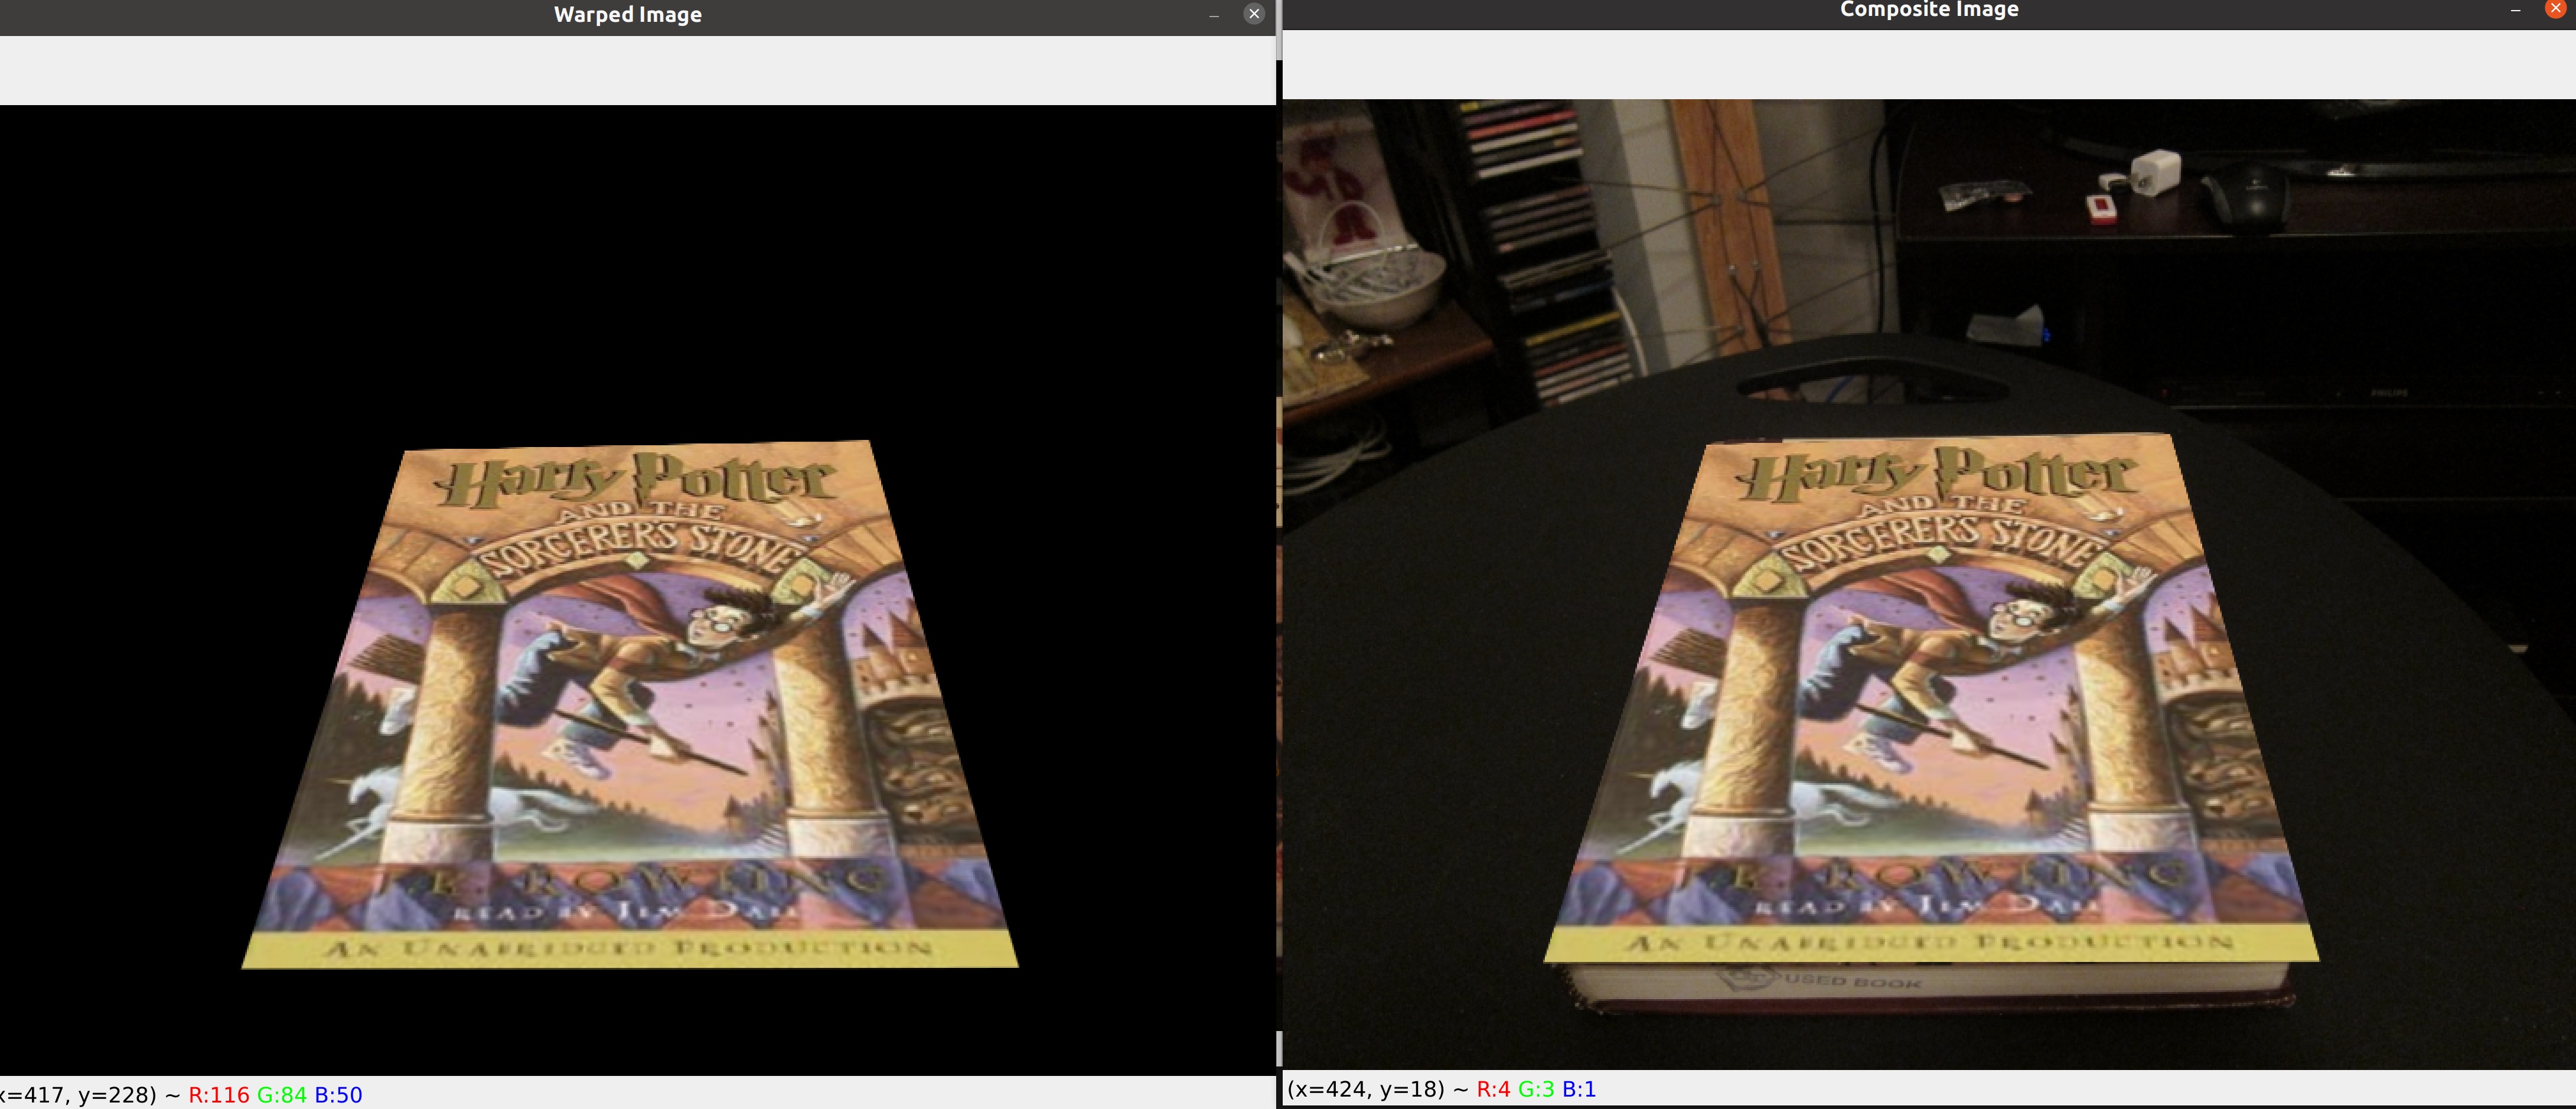 Warped Image
Harry Potter
AND THE
SORCERER'S STONE
J.K. ROWLING
READ BY JIM DALE
AN UNABRIDGED PRODUCTION
x=417, y=228) ~ R:116 G:84 B:50
Composite Image
PHILIPS
Harry Potter
AND THE
SORCERER'S STONE
J.K. ROWLING
READ BY JIM DALE
AN UNABRIDGED PRODUCTION
USED BOOK
(x=424, y=18) ~ R:4 G:3 B:1